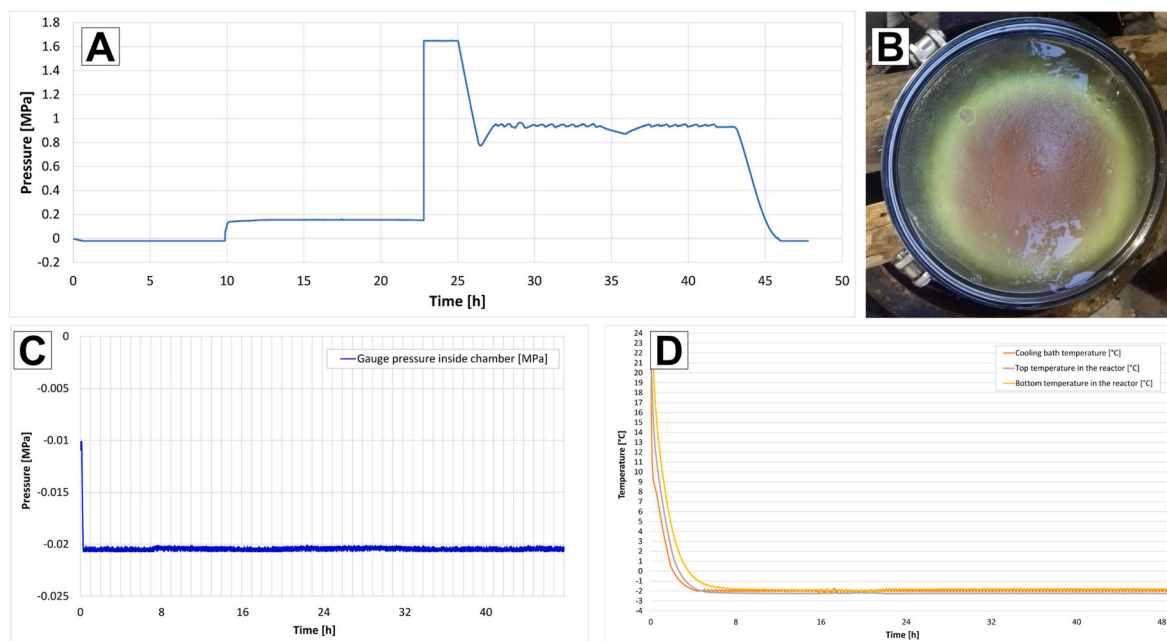 A
Pressure [MPa]
1.8
1.6
1.4
1.2
1
0.8
0.6
0.4
0.2
0
-0.2
0 5 10 15 20 25 30 35 40 45 50
Time [h]
B
C
Pressure [MPa]
0
-0.005
-0.01
-0.015
-0.02
-0.025
Gauge pressure inside chamber [MPa]
0 8 16 24 32 40
Time [h]
D
Temperature [°C]
24
23
22
21
20
19
18
17
16
15
14
13
12
11
10
9
8
7
6
5
4
3
2
1
0
-1
-2
-3
-4
Cooling bath temperature [°C]
Top temperature in the reactor [°C]
Bottom temperature in the reactor [°C]
0 8 16 24 32 40 48
Time [h]